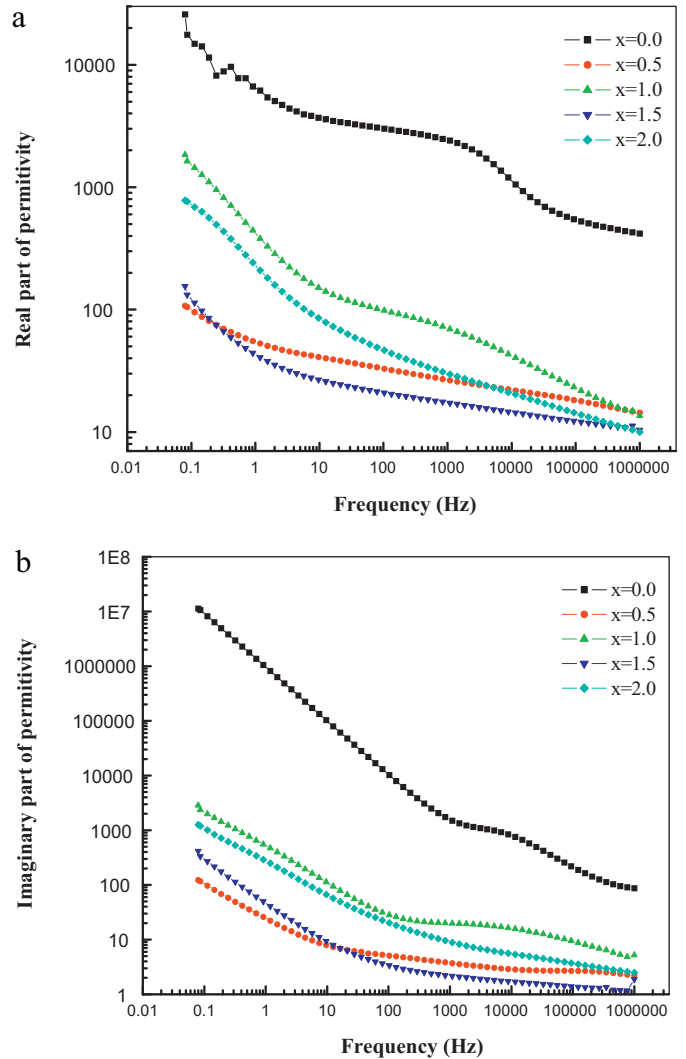 a
10000
1000
100
10
Real part of permitivity
0.01
0.1
1
10
100
1000
10000
100000
1000000
Frequency (Hz)
x=0.0
x=0.5
x=1.0
x=1.5
x=2.0
b
1E8
1E7
1000000
100000
10000
1000
100
10
1
Imaginary part of permitivity
0.01
0.1
1
10
100
1000
10000
100000
1000000
Frequency (Hz)
x=0.0
x=0.5
x=1.0
x=1.5
x=2.0